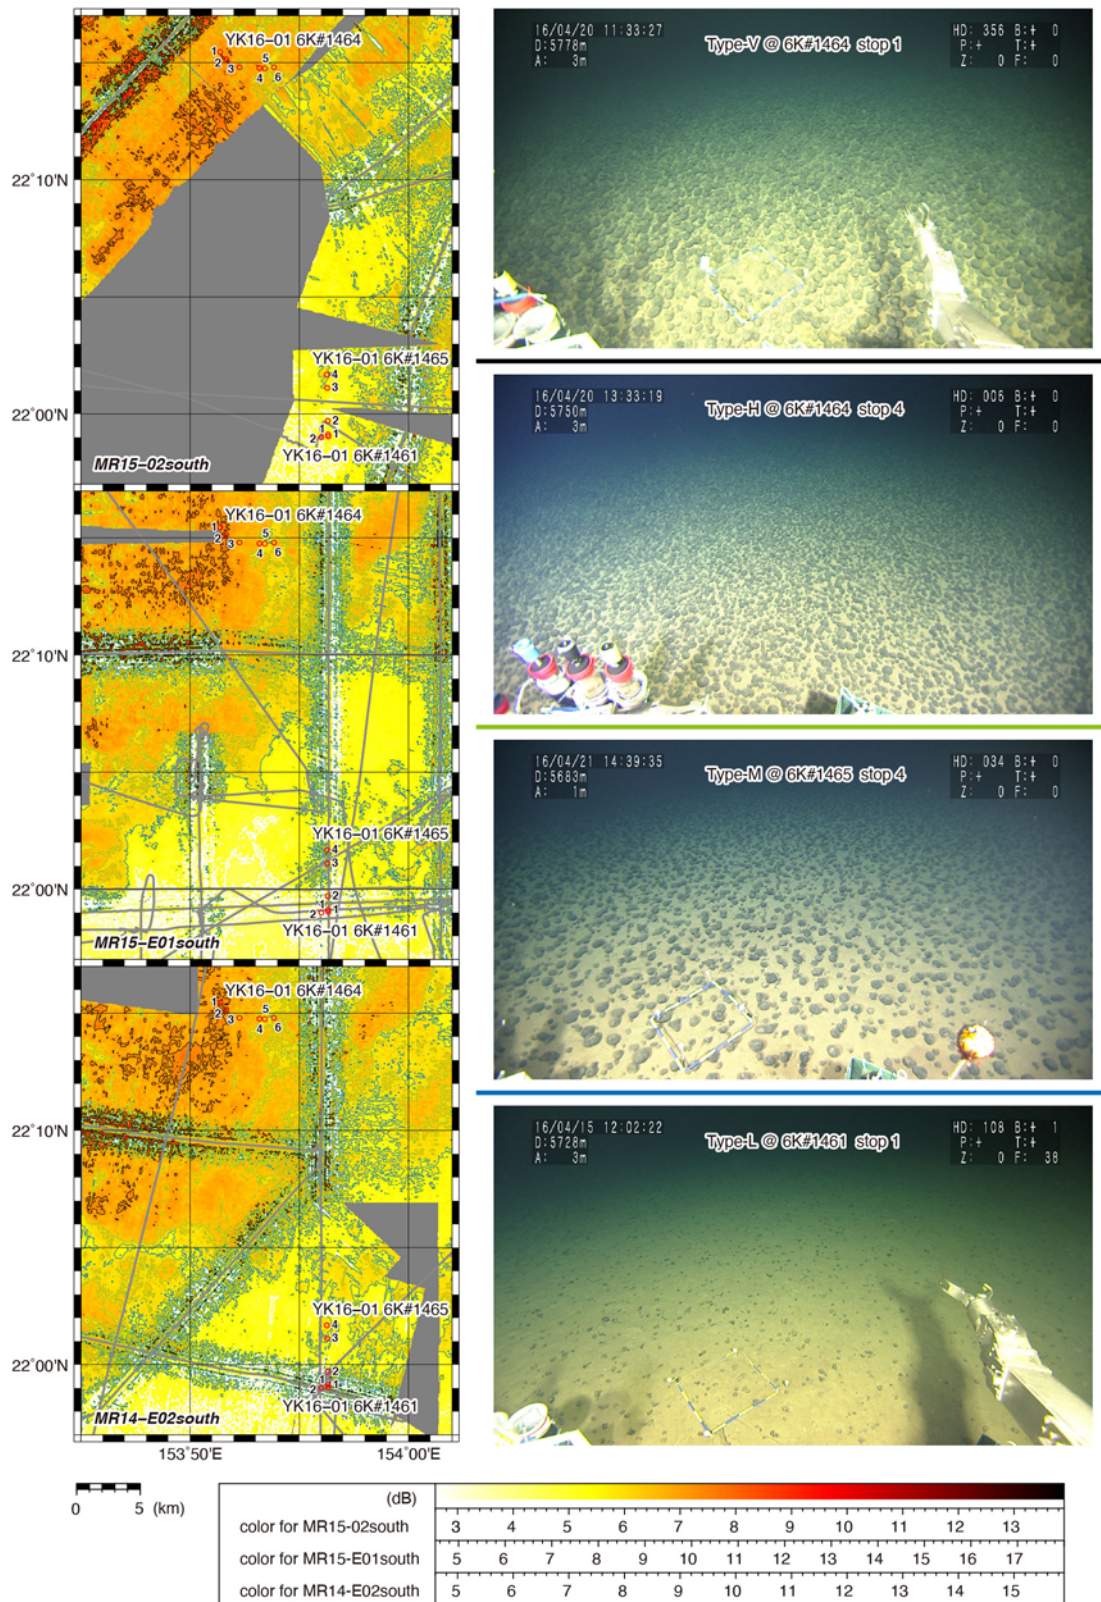 YK16-01 6K#1464
1
2
3
4
5
6
22°10'N
YK16-01 6K#1465
4
3
22°00'N
2
1
2
1
YK16-01 6K#1461
MR15-02south
YK16-01 6K#1464
1
2
3
4
5
6
22°10'N
YK16-01 6K#1465
4
3
22°00'N
2
1
2
1
YK16-01 6K#1461
MR15-E01south
YK16-01 6K#1464
1
2
3
4
5
6
22°10'N
YK16-01 6K#1465
4
3
22°00'N
2
1
2
1
YK16-01 6K#1461
MR14-E02south
153°50'E 154°00'E
16/04/20 11:33:27
D:5778m
A: 3m
Type-V @ 6K#1464 stop 1
HD: 356 B:+ 0
P:+ T:+
Z: 0 F: 0
16/04/20 13:33:19
D:5750m
A: 3m
Type-H @ 6K#1464 stop 4
HD: 006 B:+ 0
P:+ T:+
Z: 0 F: 0
16/04/21 14:39:35
D:5683m
A: 1m
Type-M @ 6K#1465 stop 4
HD: 034 B:+ 0
P:+ T:+
Z: 0 F: 0
16/04/15 12:02:22
D:5728m
A: 3m
Type-L @ 6K#1461 stop 1
HD: 108 B:+ 1
P:+ T:+
Z: 0 F: 38
0 5 (km)
(dB)
color for MR15-02south 3 4 5 6 7 8 9 10 11 12 13
color for MR15-E01south 5 6 7 8 9 10 11 12 13 14 15 16 17
color for MR14-E02south 5 6 7 8 9 10 11 12 13 14 15